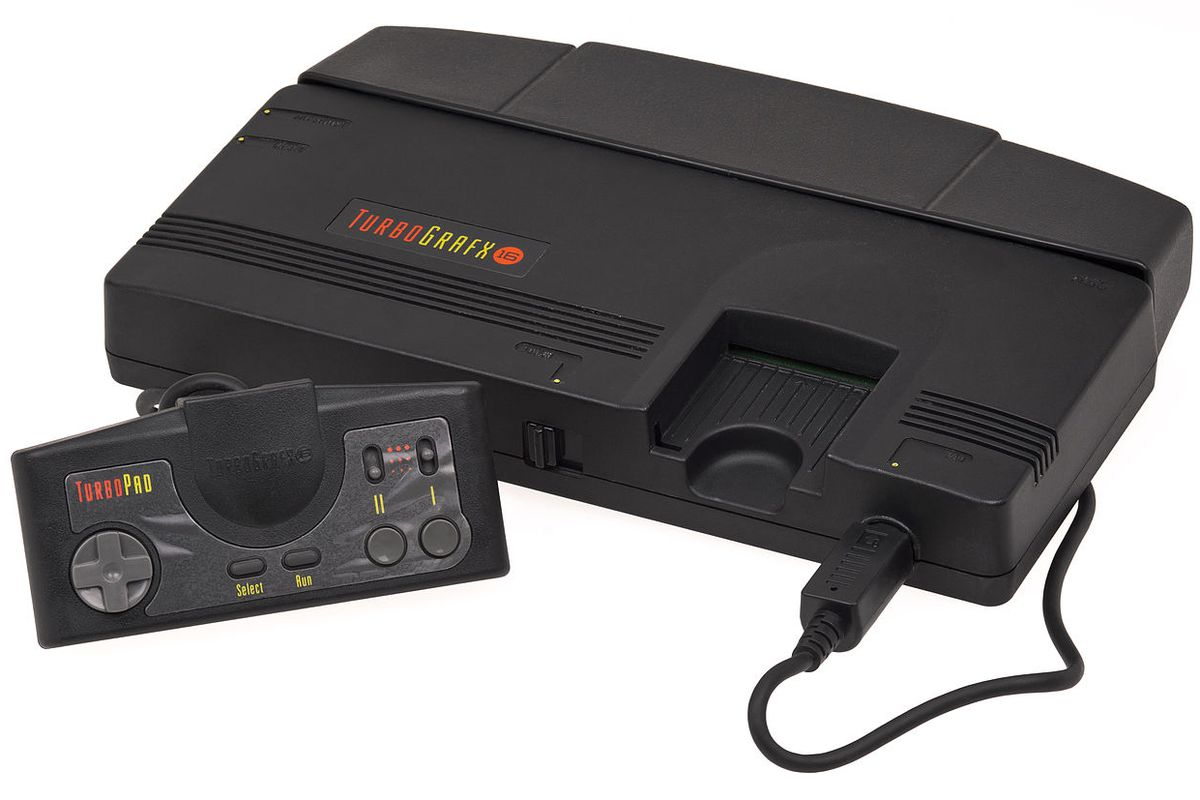 TURBOGRAFX 16
TURBOPAD
TURBOGRAFX 16
II I
Select Run